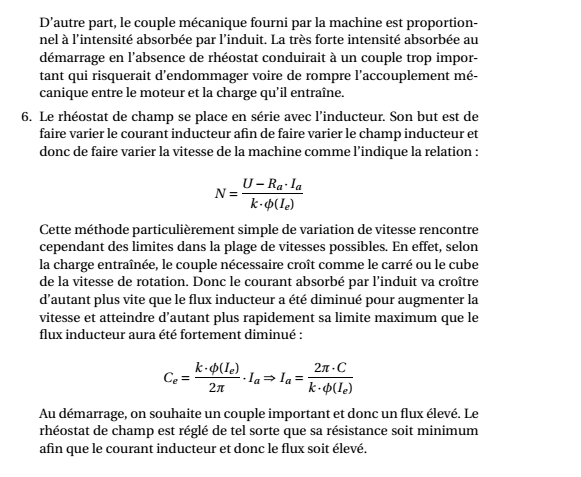 D’autre part, le couple mécanique fourni par la machine est proportion-
nel à l’intensité absorbée par l’induit. La très forte intensité absorbée au
démarrage en l’absence de rhéostat conduirait à un couple trop impor-
tant qui risquerait d’endommager voire de rompre l’accouplement mé-
canique entre le moteur et la charge qu’il entraîne.
6. Le rhéostat de champ se place en série avec l’inducteur. Son but est de
faire varier le courant inducteur afin de faire varier le champ inducteur et
donc de faire varier la vitesse de la machine comme l’indique la relation :
N = (U − Ra · Ia) / (k · ϕ(Ie))
Cette méthode particulièrement simple de variation de vitesse rencontre
cependant des limites dans la plage de vitesses possibles. En effet, selon
la charge entraînée, le couple nécessaire croît comme le carré ou le cube
de la vitesse de rotation. Donc le courant absorbé par l’induit va croître
d’autant plus vite que le flux inducteur a été diminué pour augmenter la
vitesse et atteindre d’autant plus rapidement sa limite maximum que le
flux inducteur aura été fortement diminué :
Ce = (k · ϕ(Ie)) / 2π · Ia ⇒ Ia = (2π · C) / (k · ϕ(Ie))
Au démarrage, on souhaite un couple important et donc un flux élevé. Le
rhéostat de champ est réglé de tel sorte que sa résistance soit minimum
afin que le courant inducteur et donc le flux soit élevé.